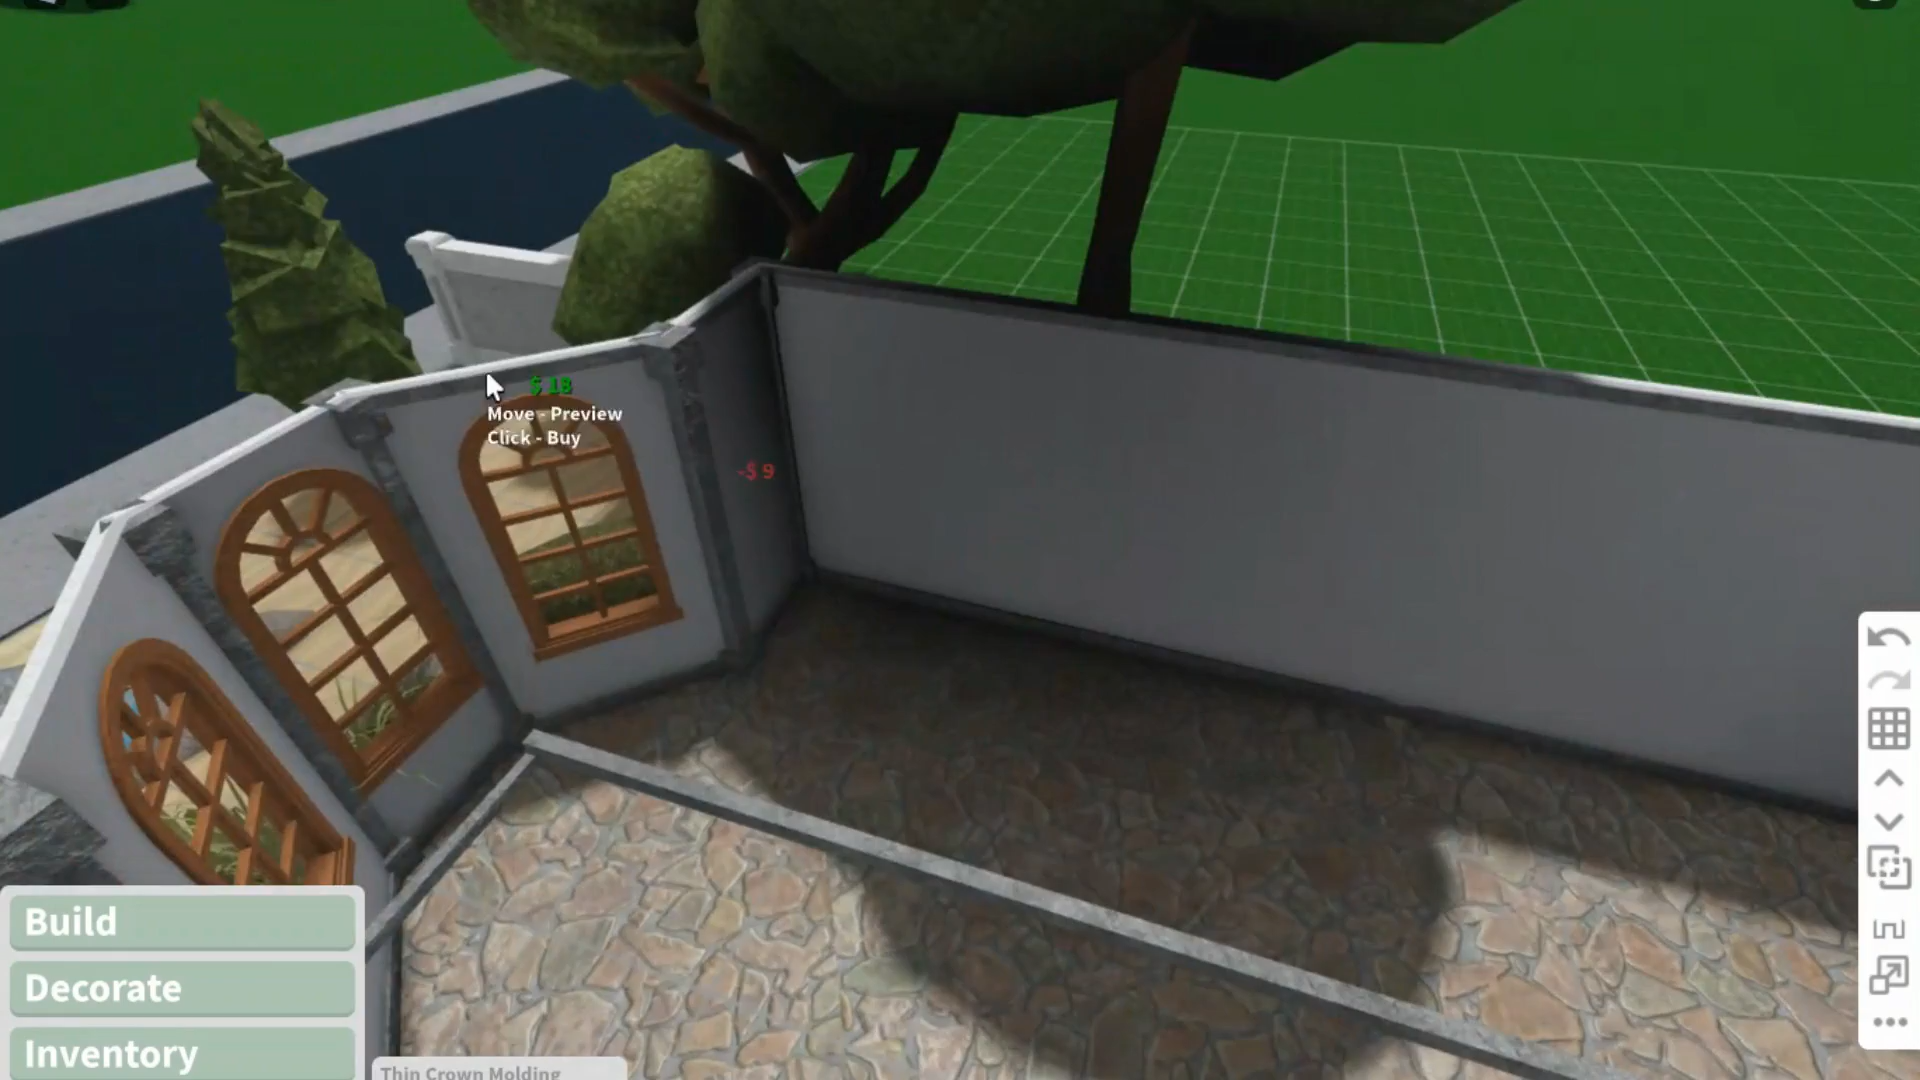 $ 18
Move - Preview
Click - Buy
-$ 9
Build
Decorate
Inventory
Thin Crown Molding